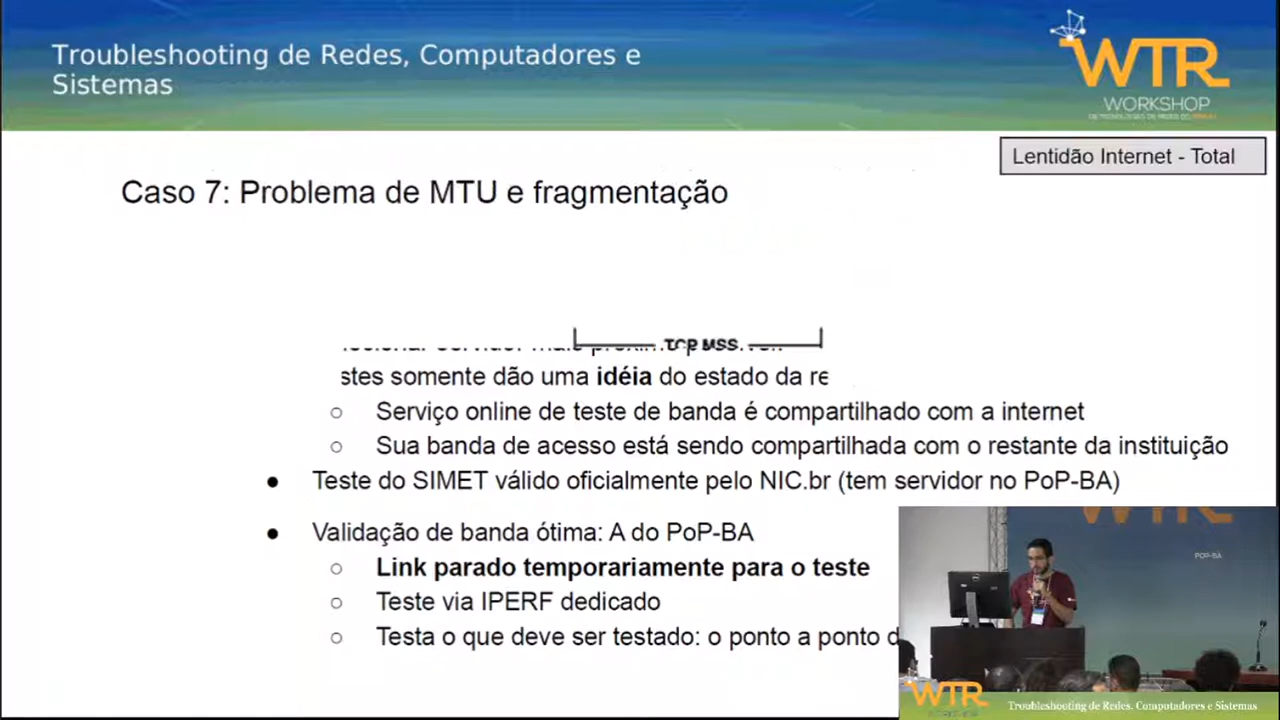 Troubleshooting de Redes, Computadores e
Sistemas
WTR
WORKSHOP
Lentidão Internet - Total
Caso 7: Problema de MTU e fragmentação
TCP MSS
stes somente dão uma idéia do estado da re
○ Serviço online de teste de banda é compartilhado com a internet
○ Sua banda de acesso está sendo compartilhada com o restante da instituição
● Teste do SIMET válido oficialmente pelo NIC.br (tem servidor no PoP-BA)
● Validação de banda ótima: A do PoP-BA
○ Link parado temporariamente para o teste
○ Teste via IPERF dedicado
○ Testa o que deve ser testado: o ponto a ponto d
WTR
POP-BA
WTR
Troubleshooting de Redes, Computadores e Sistemas